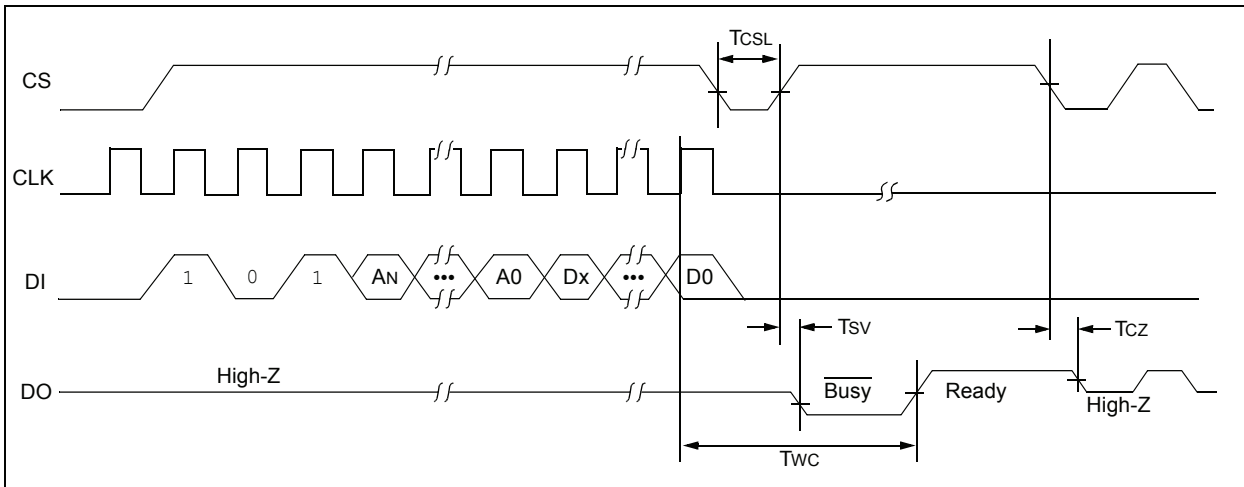 TCSL
CS
CLK
1 0 1 AN ••• A0 Dx ••• D0
DI
TSV
TCZ
High-Z
DO
Busy
Ready
High-Z
TWC